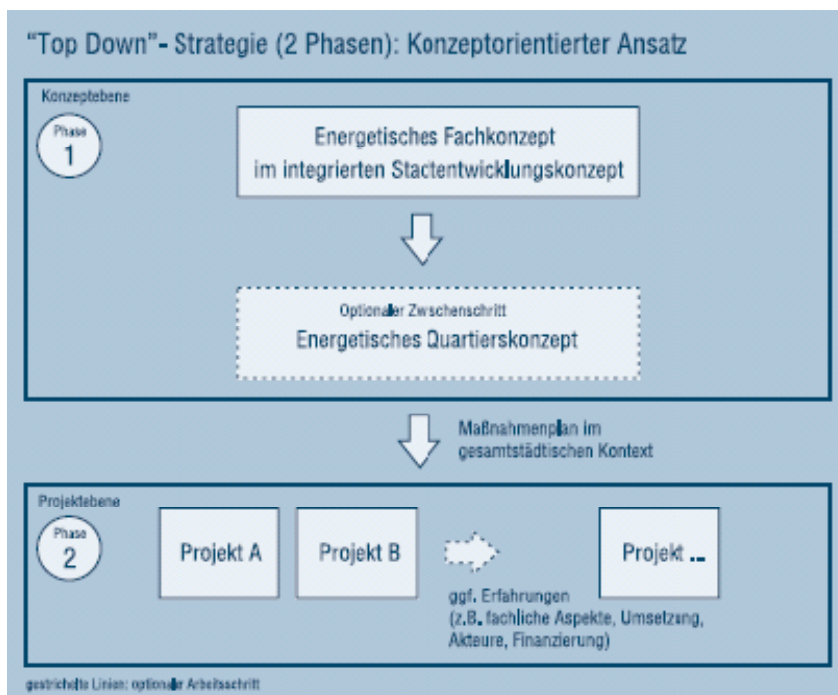 "Top Down"- Strategie (2 Phasen): Konzeptorientierter Ansatz
Konzeptebene
Phase
1
Energetisches Fachkonzept
im integrierten Stactentwicklungskonzept
Optionaler Zwschenschritt
Energetisches Quartierskonzept
Maßnahmenplan im
gesamtstädtischen Kontext
Projektebene
Phase
2
Projekt A
Projekt B
Projekt ...
ggf. Erfahrungen
(z.B. fachliche Aspekte, Umsetzung,
Akteure, Finanzierung)
gestrichelte Linien: optionaler Arbeitsschritt